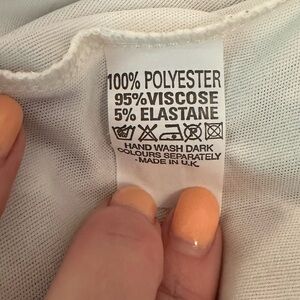 100% POLYESTER
95% VISCOSE
5% ELASTANE
HAND WASH DARK
COLOURS SEPARATELY
·MADE IN U.K.